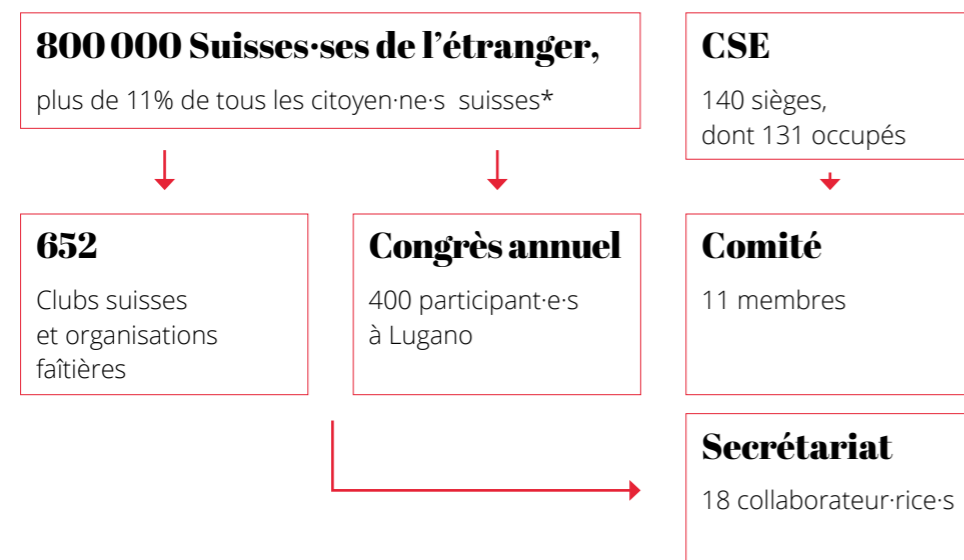 800 000 Suisses·ses de l’étranger,
plus de 11% de tous les citoyen·ne·s suisses*
CSE
140 sièges,
dont 131 occupés
652
Clubs suisses
et organisations
faîtières
Congrès annuel
400 participant·e·s
à Lugano
Comité
11 membres
Secrétariat
18 collaborateur·rice·s